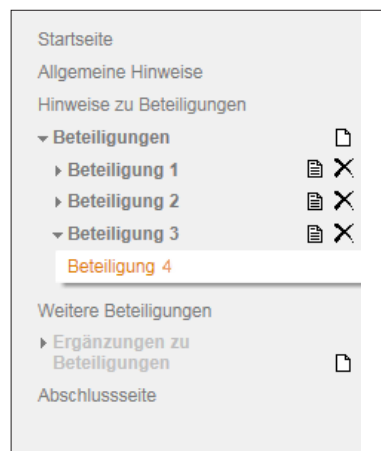 Startseite
Allgemeine Hinweise
Hinweise zu Beteiligungen
Beteiligungen
Beteiligung 1
Beteiligung 2
Beteiligung 3
Beteiligung 4
Weitere Beteiligungen
Ergänzungen zu
Beteiligungen
Abschlussseite